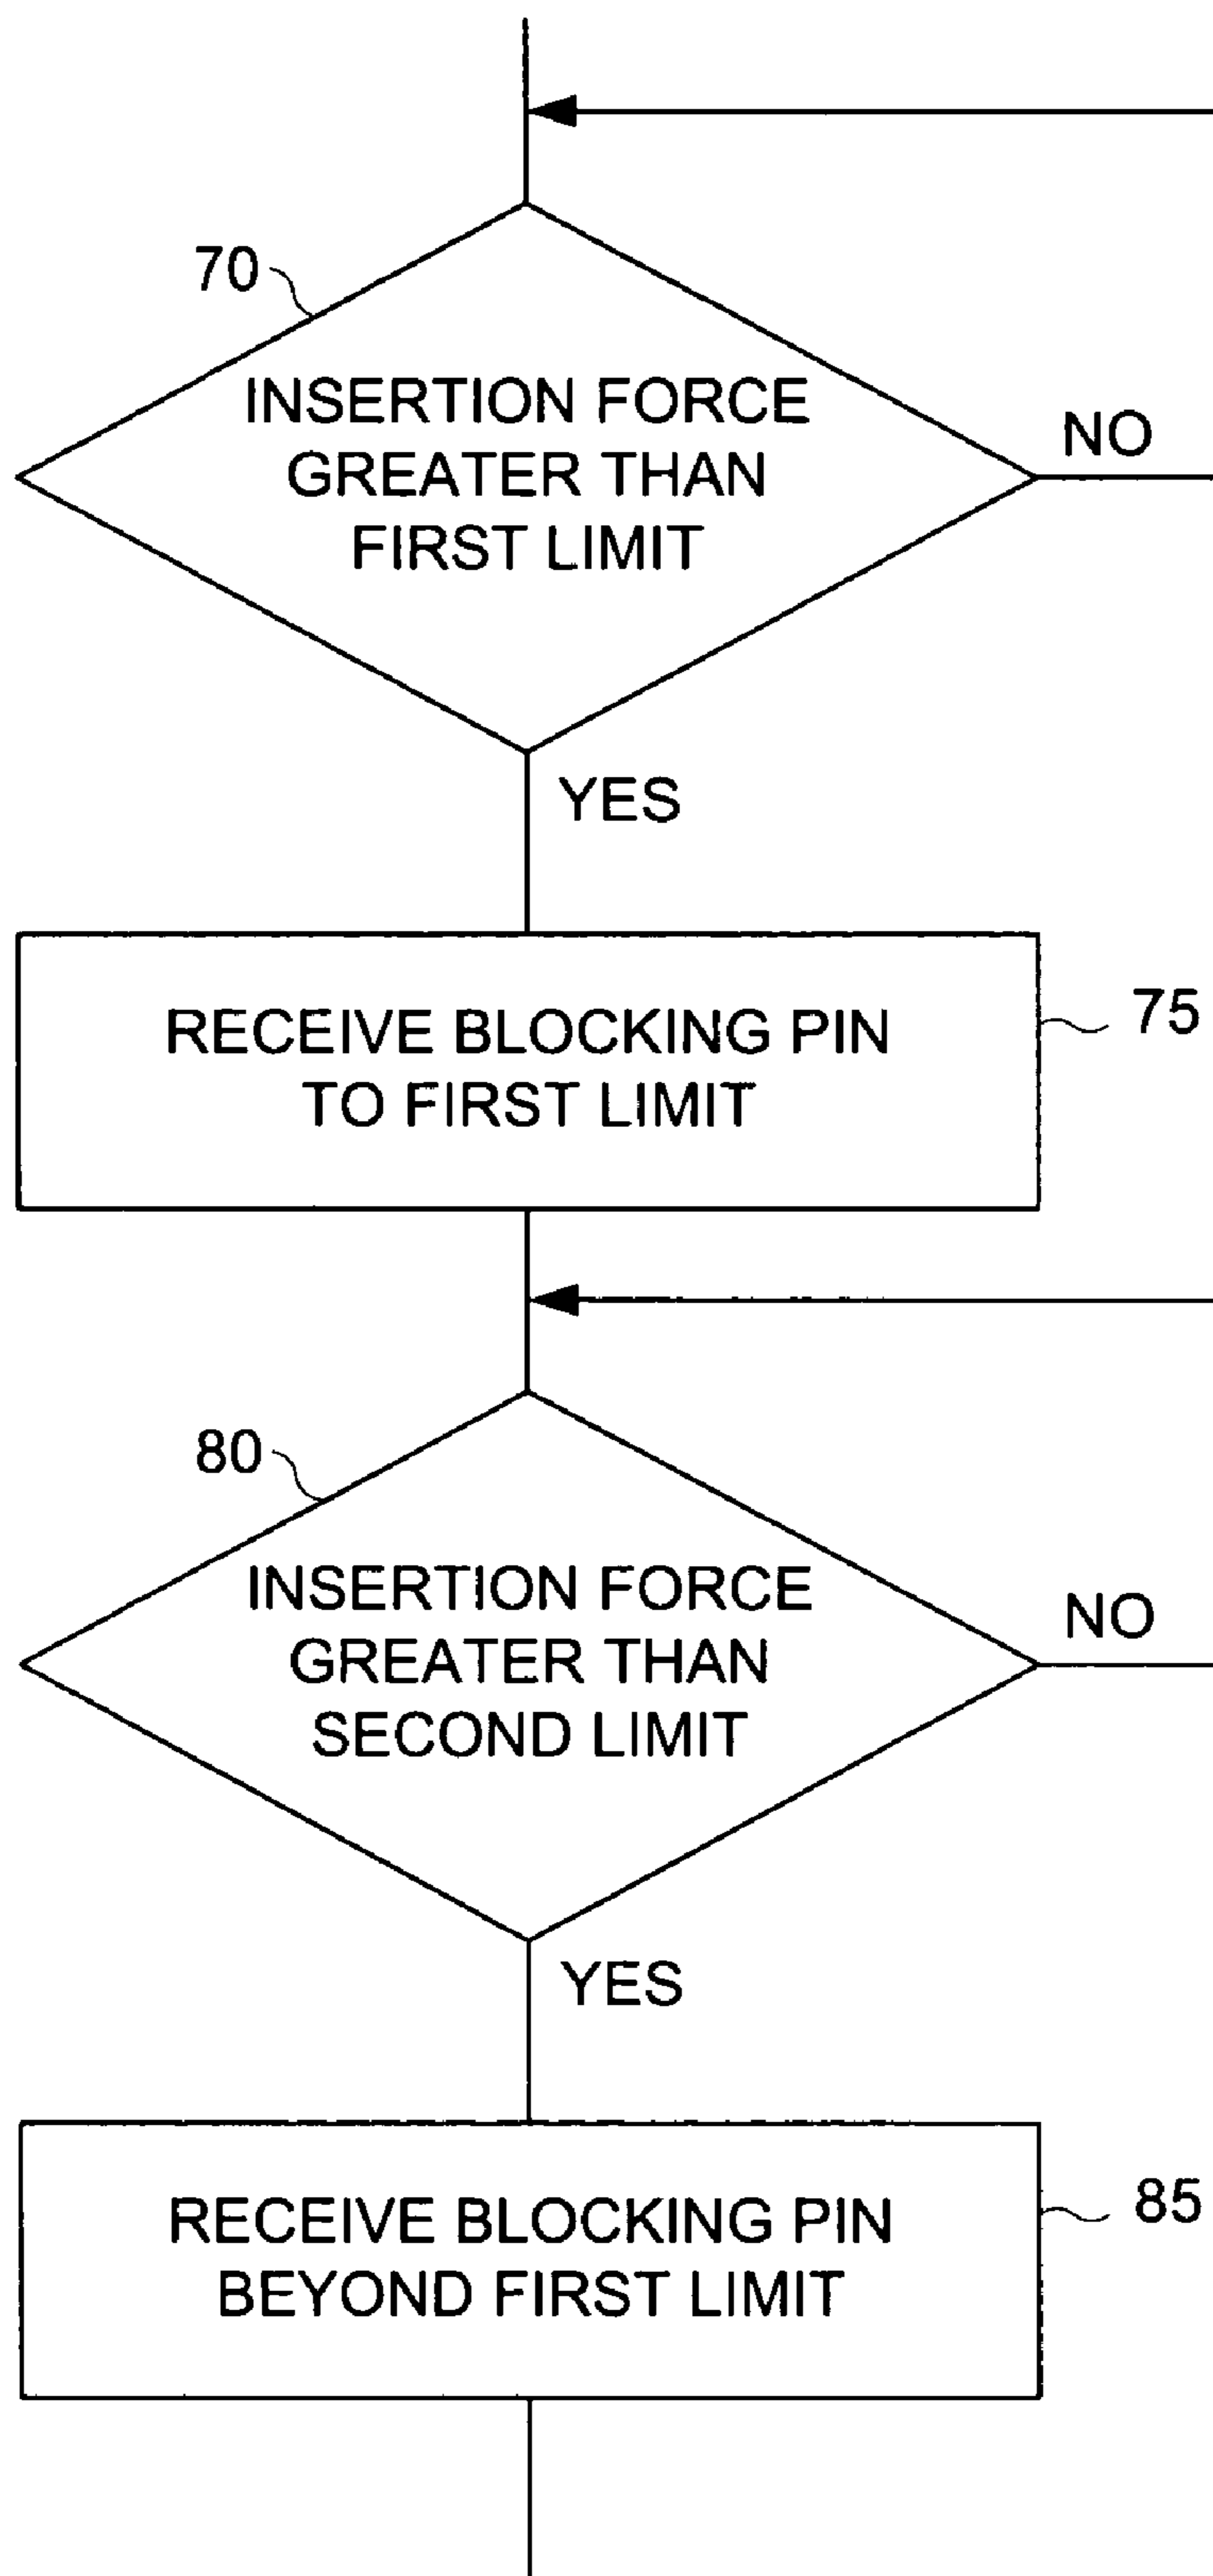 70
INSERTION FORCE
GREATER THAN
FIRST LIMIT
NO
YES
RECEIVE BLOCKING PIN
TO FIRST LIMIT
75
80
INSERTION FORCE
GREATER THAN
SECOND LIMIT
NO
YES
RECEIVE BLOCKING PIN
BEYOND FIRST LIMIT
85